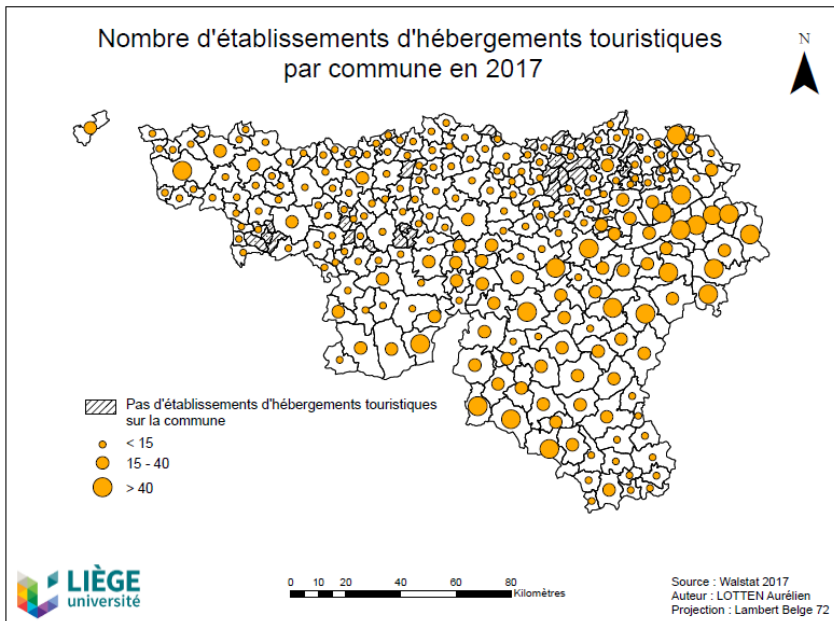 Nombre d'établissements d'hébergements touristiques
par commune en 2017
N
Pas d'établissements d'hébergements touristiques
sur la commune
< 15
15 - 40
> 40
LIÈGE
université
0 10 20 40 60 80
Kilomètres
Source : Walstat 2017
Auteur : LOTTEN Aurélien
Projection : Lambert Belge 72